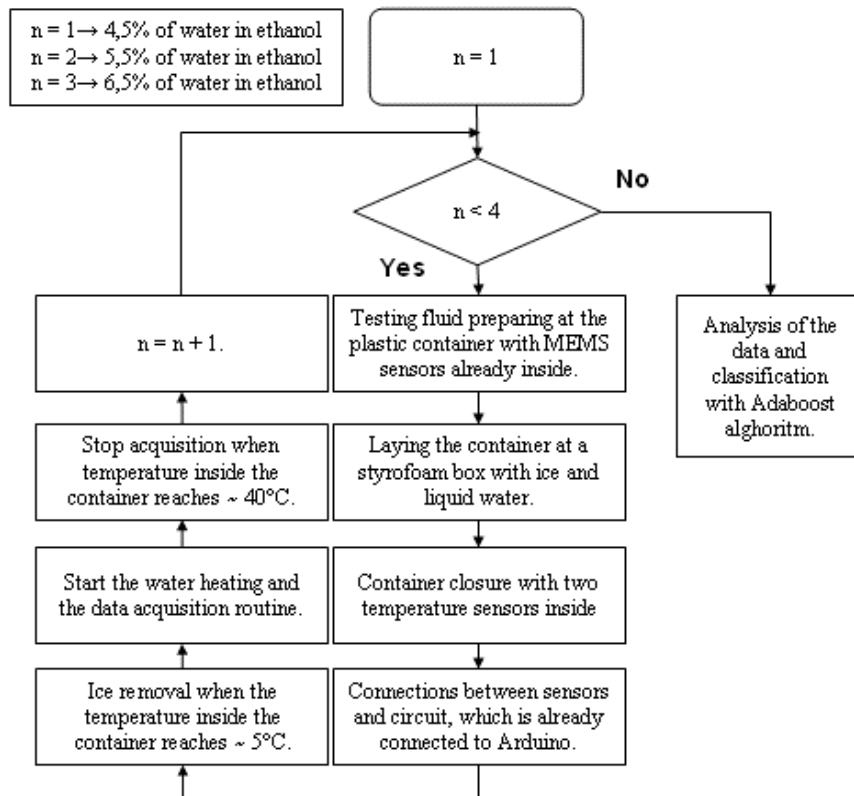 n = 1→ 4,5% of water in ethanol
n = 2→ 5,5% of water in ethanol
n = 3→ 6,5% of water in ethanol
n = 1
n < 4
No
Yes
Testing fluid preparing at the
plastic container with MEMS
sensors already inside.
Laying the container at a
styrofoam box with ice and
liquid water.
Container closure with two
temperature sensors inside
Connections between sensors
and circuit, which is already
connected to Arduino.
Ice removal when the
temperature inside the
container reaches ~ 5°C.
Start the water heating and
the data acquisition routine.
Stop acquisition when
temperature inside the
container reaches ~ 40°C.
n = n + 1.
Analysis of the
data and
classification
with Adaboost
alghoritm.